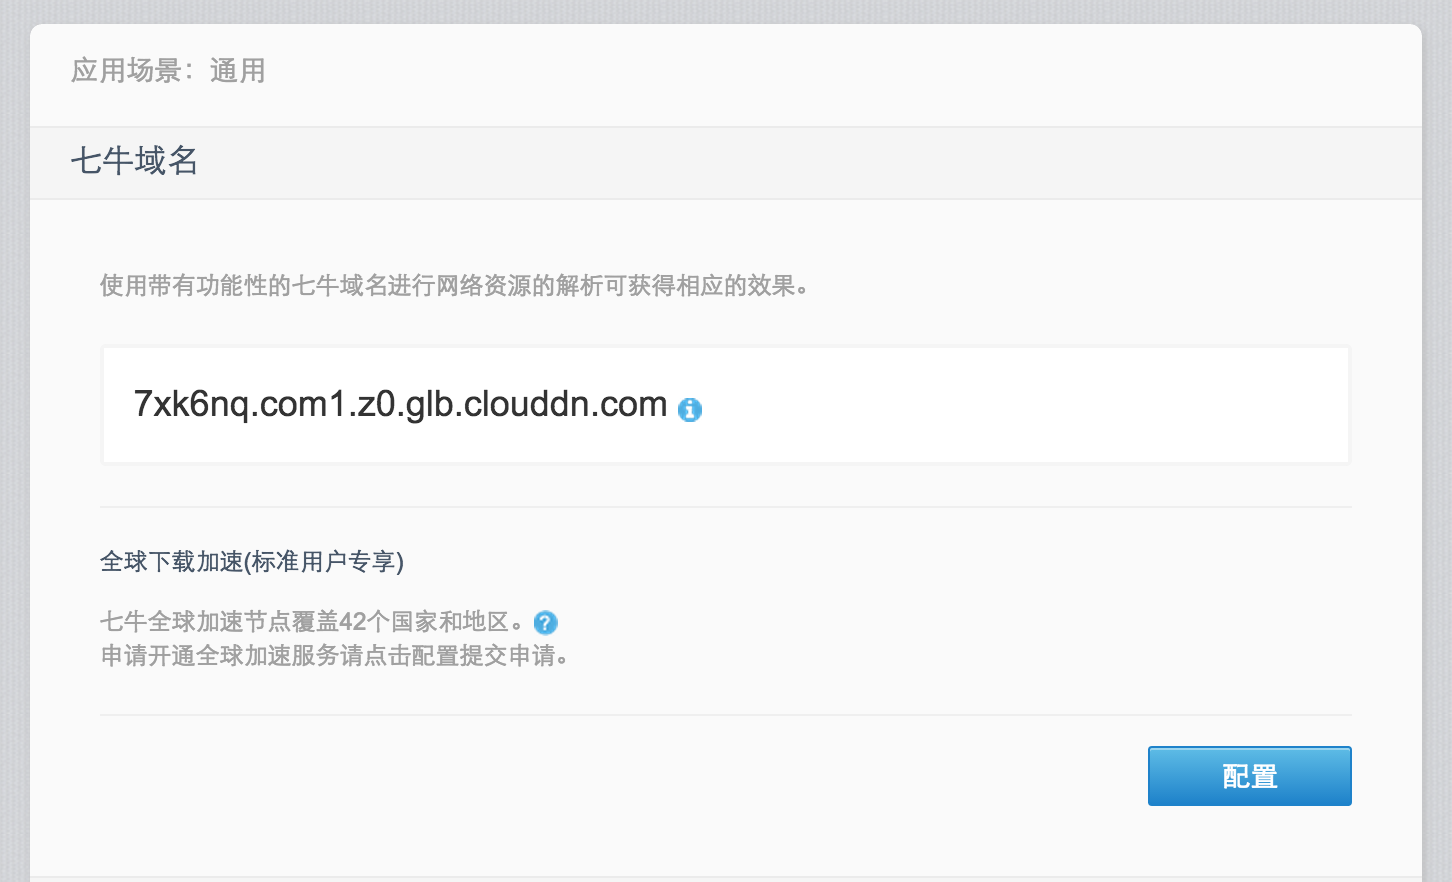 应用场景：通用
七牛域名
使用带有功能性的七牛域名进行网络资源的解析可获得相应的效果。
7xk6nq.com1.z0.glb.clouddn.com
全球下载加速(标准用户专享)
七牛全球加速节点覆盖42个国家和地区。
申请开通全球加速服务请点击配置提交申请。
配置